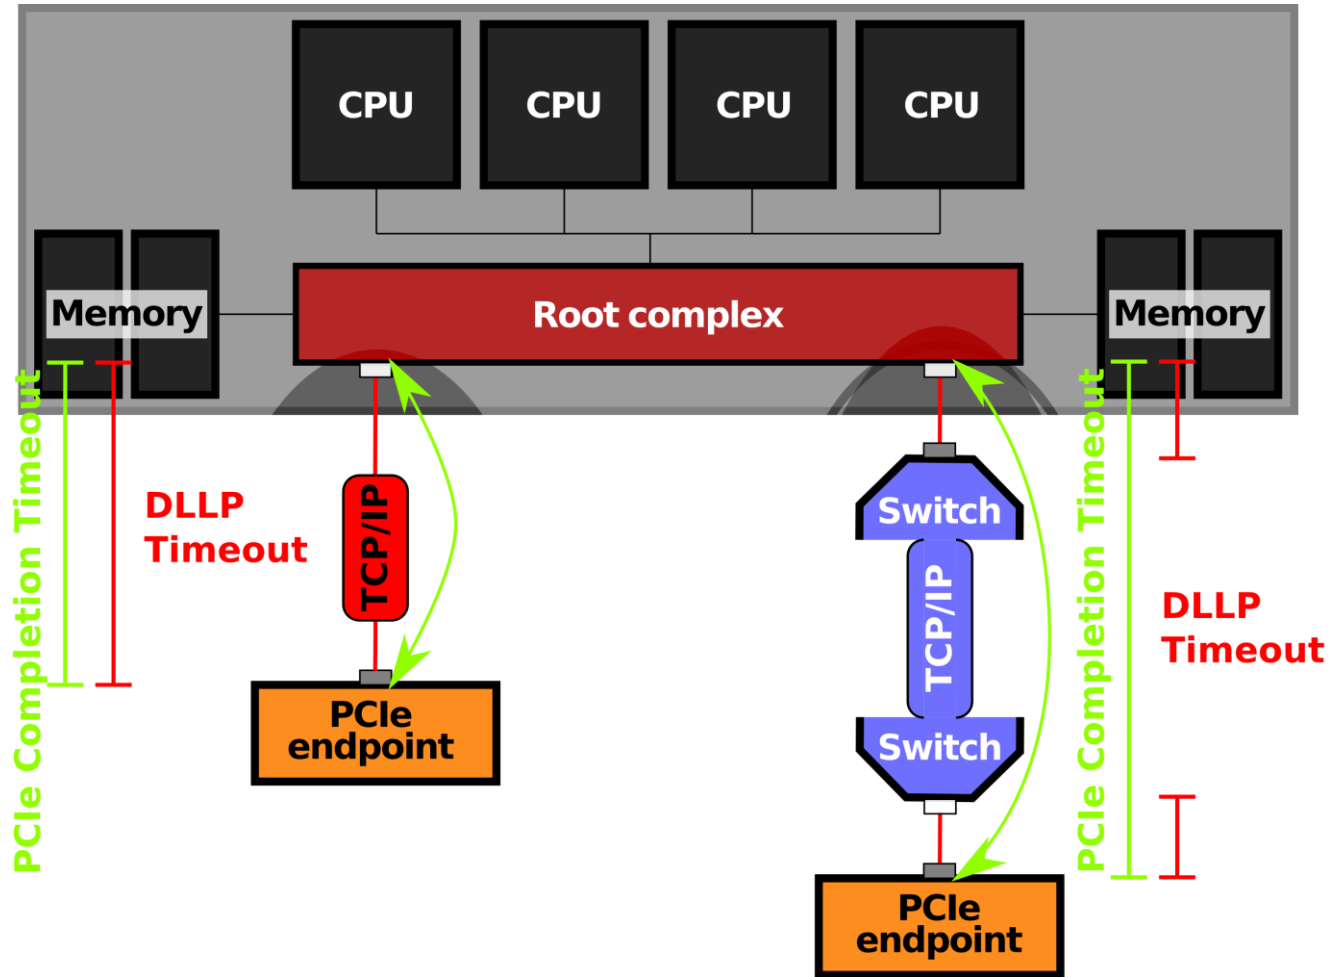 CPU
CPU
CPU
CPU
Memory
Root complex
Memory
PCIe Completion Timeout
DLLP
Timeout
TCP/IP
PCIe
endpoint
Switch
TCP/IP
Switch
PCIe Completion Timeout
DLLP
Timeout
PCIe
endpoint